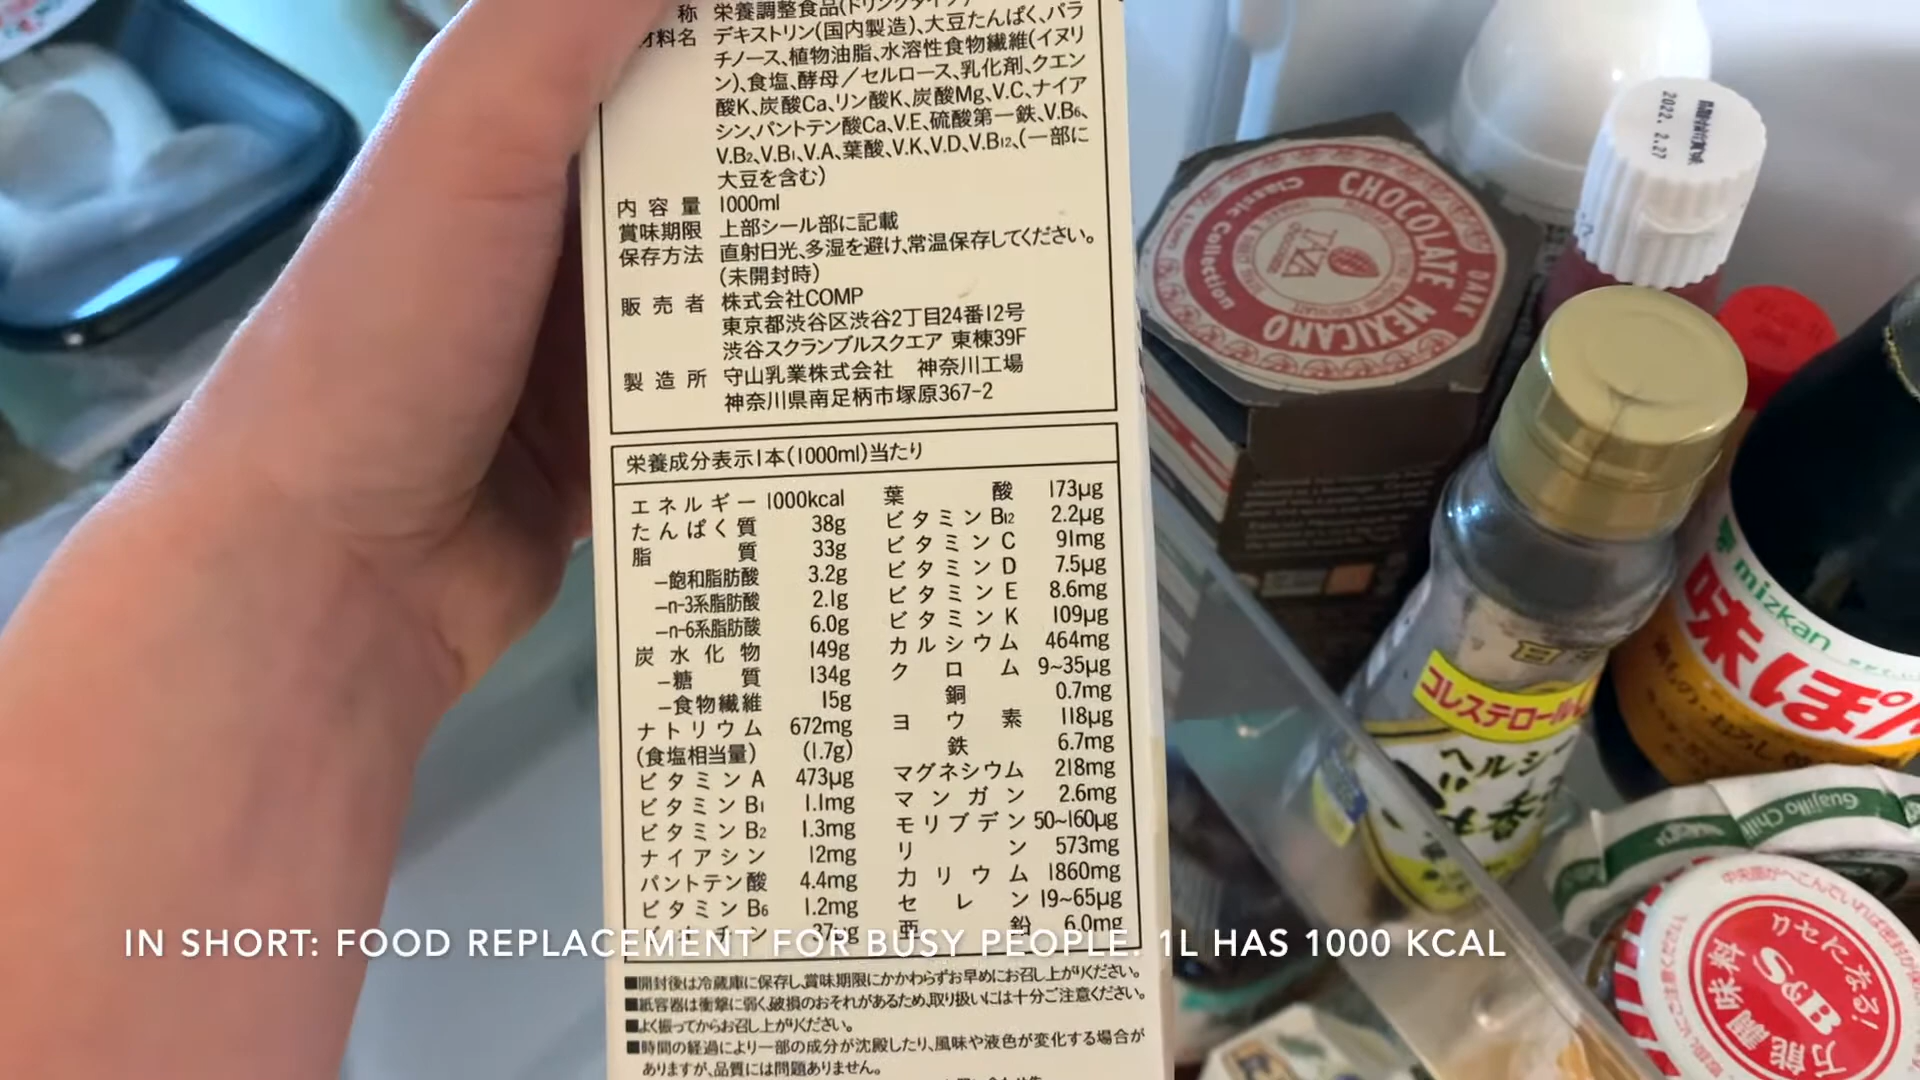 称 栄養調整食品(ドリンクタイプ)
材料名 デキストリン(国内製造)、大豆たんぱく、パラ
チノース、植物油脂、水溶性食物繊維(イヌリ
ン)、食塩、酵母/セルロース、乳化剤、クエン
酸K、炭酸Ca、リン酸K、炭酸Mg、V.C、ナイア
シン、パントテン酸Ca、V.E、硫酸第一鉄、V.B6、
V.B2、V.B1、V.A、葉酸、V.K、V.D、V.B12、(一部に
大豆を含む)
内容量 1000ml
賞味期限 上部シール部に記載
保存方法 直射日光、多湿を避け、常温保存してください。
(未開封時)
販売者 株式会社COMP
東京都渋谷区渋谷2丁目24番12号
渋谷スクランブルスクエア 東棟39F
製造所 守山乳業株式会社 神奈川工場
神奈川県南足柄市塚原367-2
栄養成分表示1本(1000ml)当たり
エネルギー 1000kcal
たんぱく質 38g
脂質 33g
–飽和脂肪酸 3.2g
–n-3系脂肪酸 2.1g
–n-6系脂肪酸 6.0g
炭水化物 149g
–糖質 134g
–食物繊維 15g
ナトリウム 672mg
(食塩相当量) (1.7g)
ビタミンA 473μg
ビタミンB1 1.1mg
ビタミンB2 1.3mg
ナイアシン 12mg
パントテン酸 4.4mg
ビタミンB6 1.2mg
葉酸 173μg
ビタミンB12 2.2μg
ビタミンC 91mg
ビタミンD 7.5μg
ビタミンE 8.6mg
ビタミンK 109μg
カルシウム 464mg
クロム 9~35μg
銅 0.7mg
ヨウ素 118μg
鉄 6.7mg
マグネシウム 218mg
マンガン 2.6mg
モリブデン 50~160μg
リン 573mg
カリウム 1860mg
セレン 19~65μg
亜鉛 6.0mg
IN SHORT: FOOD REPLACEMENT FOR BUSY PEOPLE. 1L HAS 1000 KCAL
■開封後は冷蔵庫に保存し、賞味期限にかかわらずお早めにお召し上がりください。
■紙容器は衝撃に弱く、破損のおそれがあるため、取り扱いには十分ご注意ください。
■よく振ってからお召し上がりください。
■時間の経過により一部の成分が沈殿したり、風味や液色が変化する場合が
ありますが、品質には問題ありません。
DARK
CHOCOLATE MEXICANO
Classic Collection
TAZA
2022. 2.27
コレステロール
ヘルシー
mizkan
味ぽん
Guajillo Chili
中央部がへこんでいれば
クセになる!
S&B
万能調味料